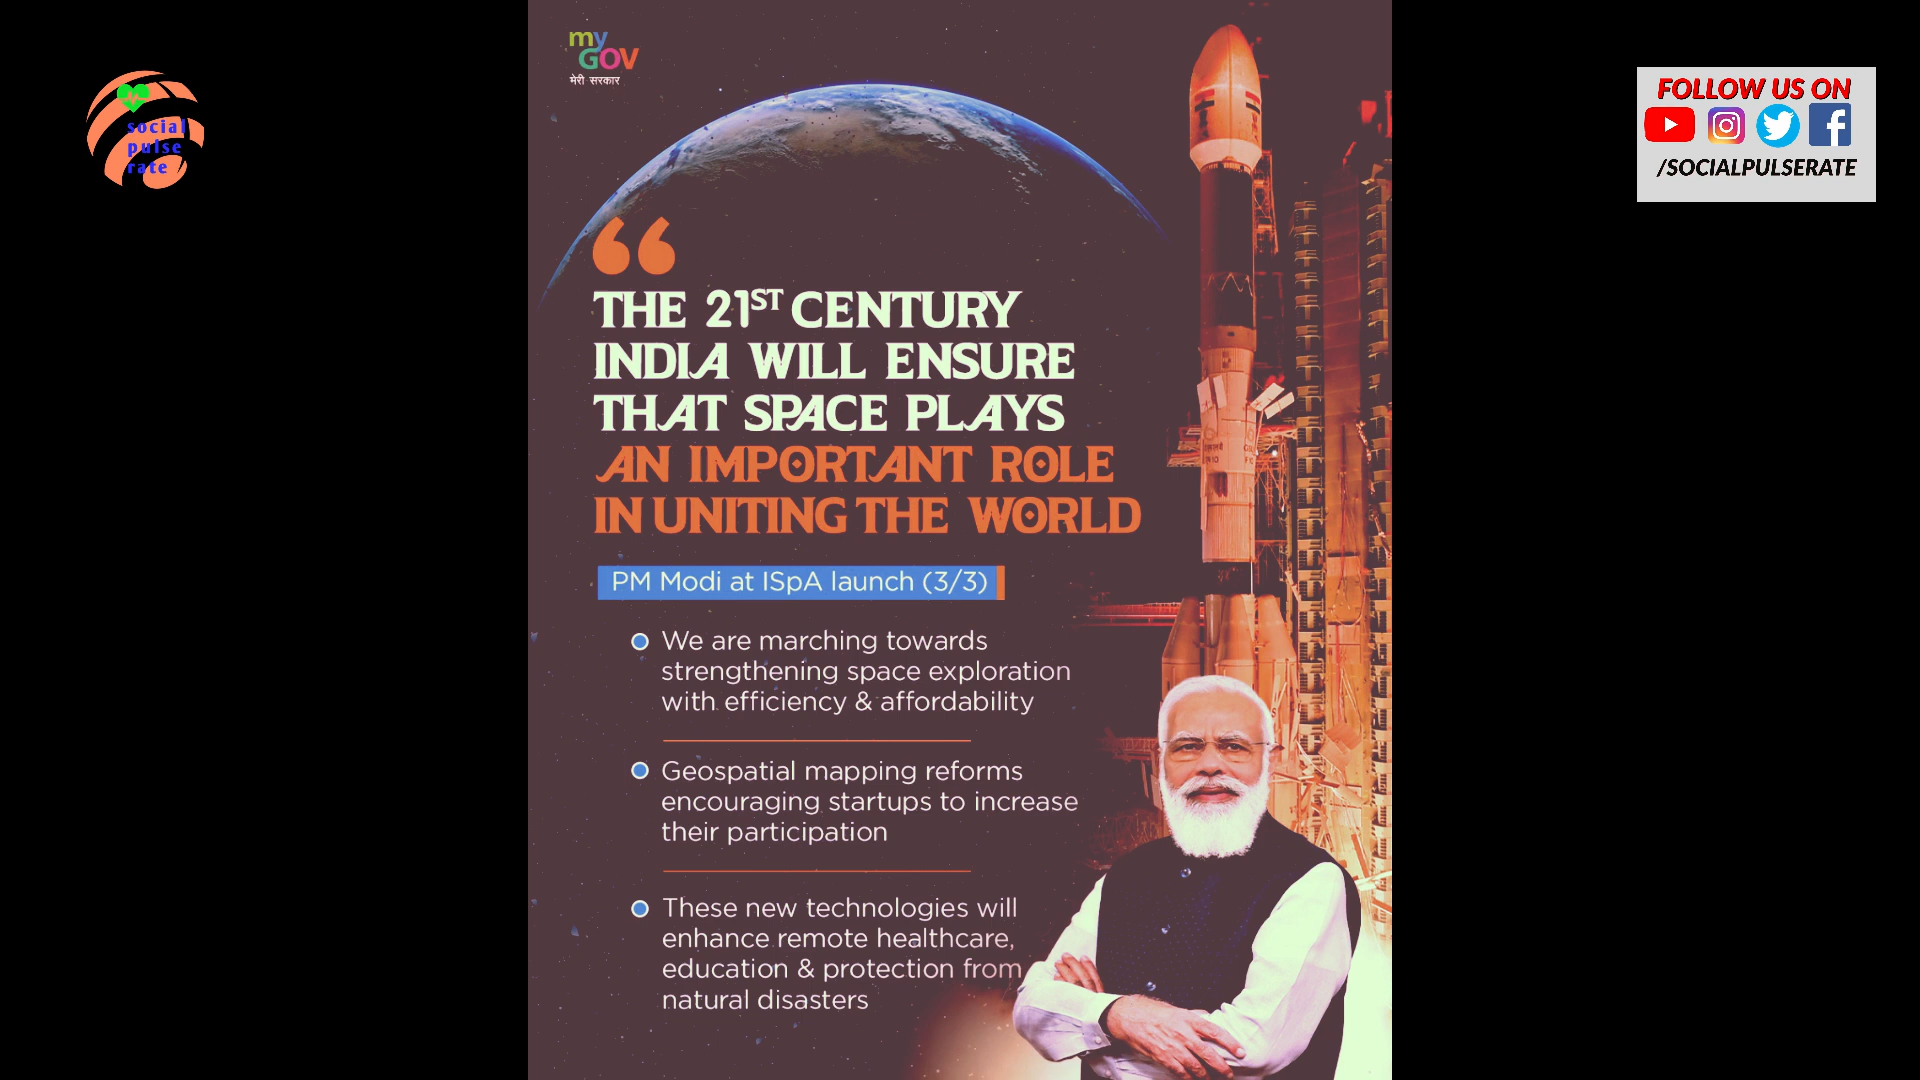 my
GOV
मेरी सरकार
social
pulse
rate
FOLLOW US ON
/SOCIALPULSERATE
“
THE 21ST CENTURY
INDIA WILL ENSURE
THAT SPACE PLAYS
AN IMPORTANT ROLE
IN UNITING THE WORLD
PM Modi at ISpA launch (3/3)
We are marching towards
strengthening space exploration
with efficiency & affordability
Geospatial mapping reforms
encouraging startups to increase
their participation
These new technologies will
enhance remote healthcare,
education & protection from
natural disasters